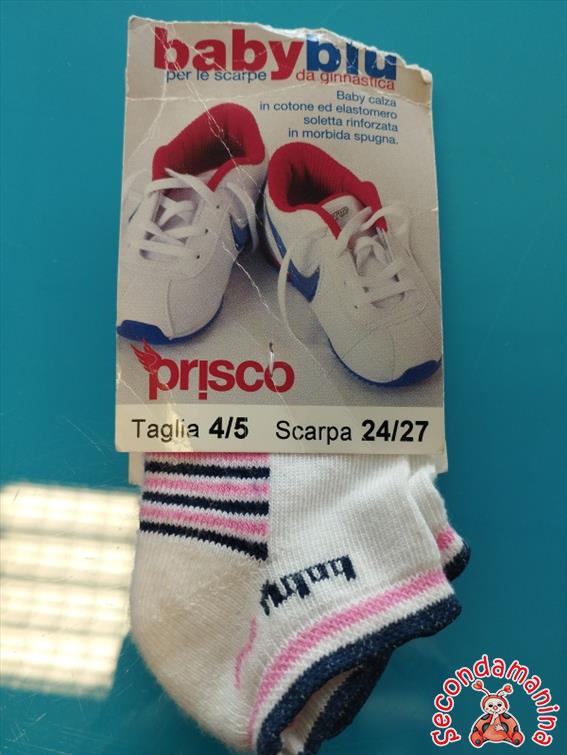 babyblu
per le scarpe da ginnastica
Baby calza
in cotone ed elastomero
soletta rinforzata
in morbida spugna.
prisco
Taglia 4/5 Scarpa 24/27
baby
Secondamanina